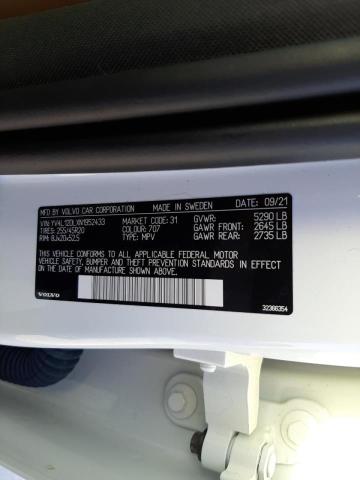 MFD. BY VOLVO CAR CORPORATION MADE IN SWEDEN DATE: 09/21
VIN: YV4L12DLXN1952433 MARKET CODE: 31 GVWR: 5290 LB
TIRES: 255/45R20 COLOUR: 707 GAWR FRONT: 2645 LB
RIM: 8Jx20x52.5 TYPE: MPV GAWR REAR: 2735 LB
THIS VEHICLE CONFORMS TO ALL APPLICABLE FEDERAL MOTOR
VEHICLE SAFETY, BUMPER AND THEFT PREVENTION STANDARDS IN
EFFECT ON THE DATE OF MANUFACTURE SHOWN ABOVE.
VOLVO 32366354